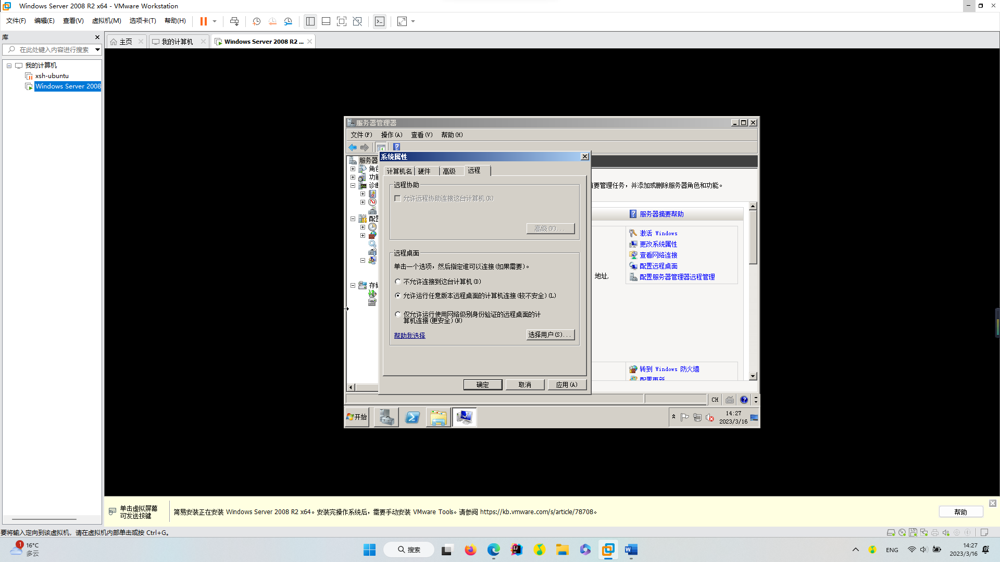 Windows Server 2008 R2 x64 - VMware Workstation
文件(F) 编辑(E) 查看(V) 虚拟机(M) 选项卡(T) 帮助(H)
库
在此处键入内容进行搜索
我的计算机
xsh-ubuntu
Windows Server 2008
主页
我的计算机
Windows Server 2008 R2 ...
服务器管理器
文件(F) 操作(A) 查看(V) 帮助(H)
服务器
角色
功能
诊断
配置
存储
系统属性
计算机名 硬件 高级 远程
远程协助
允许远程协助连接这台计算机(R)
高级(V)...
远程桌面
单击一个选项，然后指定谁可以连接(如果需要)。
不允许连接到这台计算机(D)
允许运行任意版本远程桌面的计算机连接(较不安全)(L)
仅允许运行使用网络级别身份验证的远程桌面的计
算机连接(更安全)(N)
帮助我选择
选择用户(S)...
确定 取消 应用(A)
要管理任务，并添加或删除服务器角色和功能。
服务器摘要帮助
激活 Windows
更改系统属性
查看网络连接
配置远程桌面
配置服务器管理器远程管理
地址,
转到 Windows 防火墙
配置更新
CH
开始
14:27
2023/3/16
单击虚拟屏幕
可发送按键
简易安装正在安装 Windows Server 2008 R2 x64。安装完操作系统后，需要手动安装 VMware Tools。请参阅 https://kb.vmware.com/s/article/78708。
帮助
要将输入定向到该虚拟机，请在虚拟机内部单击或按 Ctrl+G。
1
16°C
多云
搜索
ENG
14:27
2023/3/16